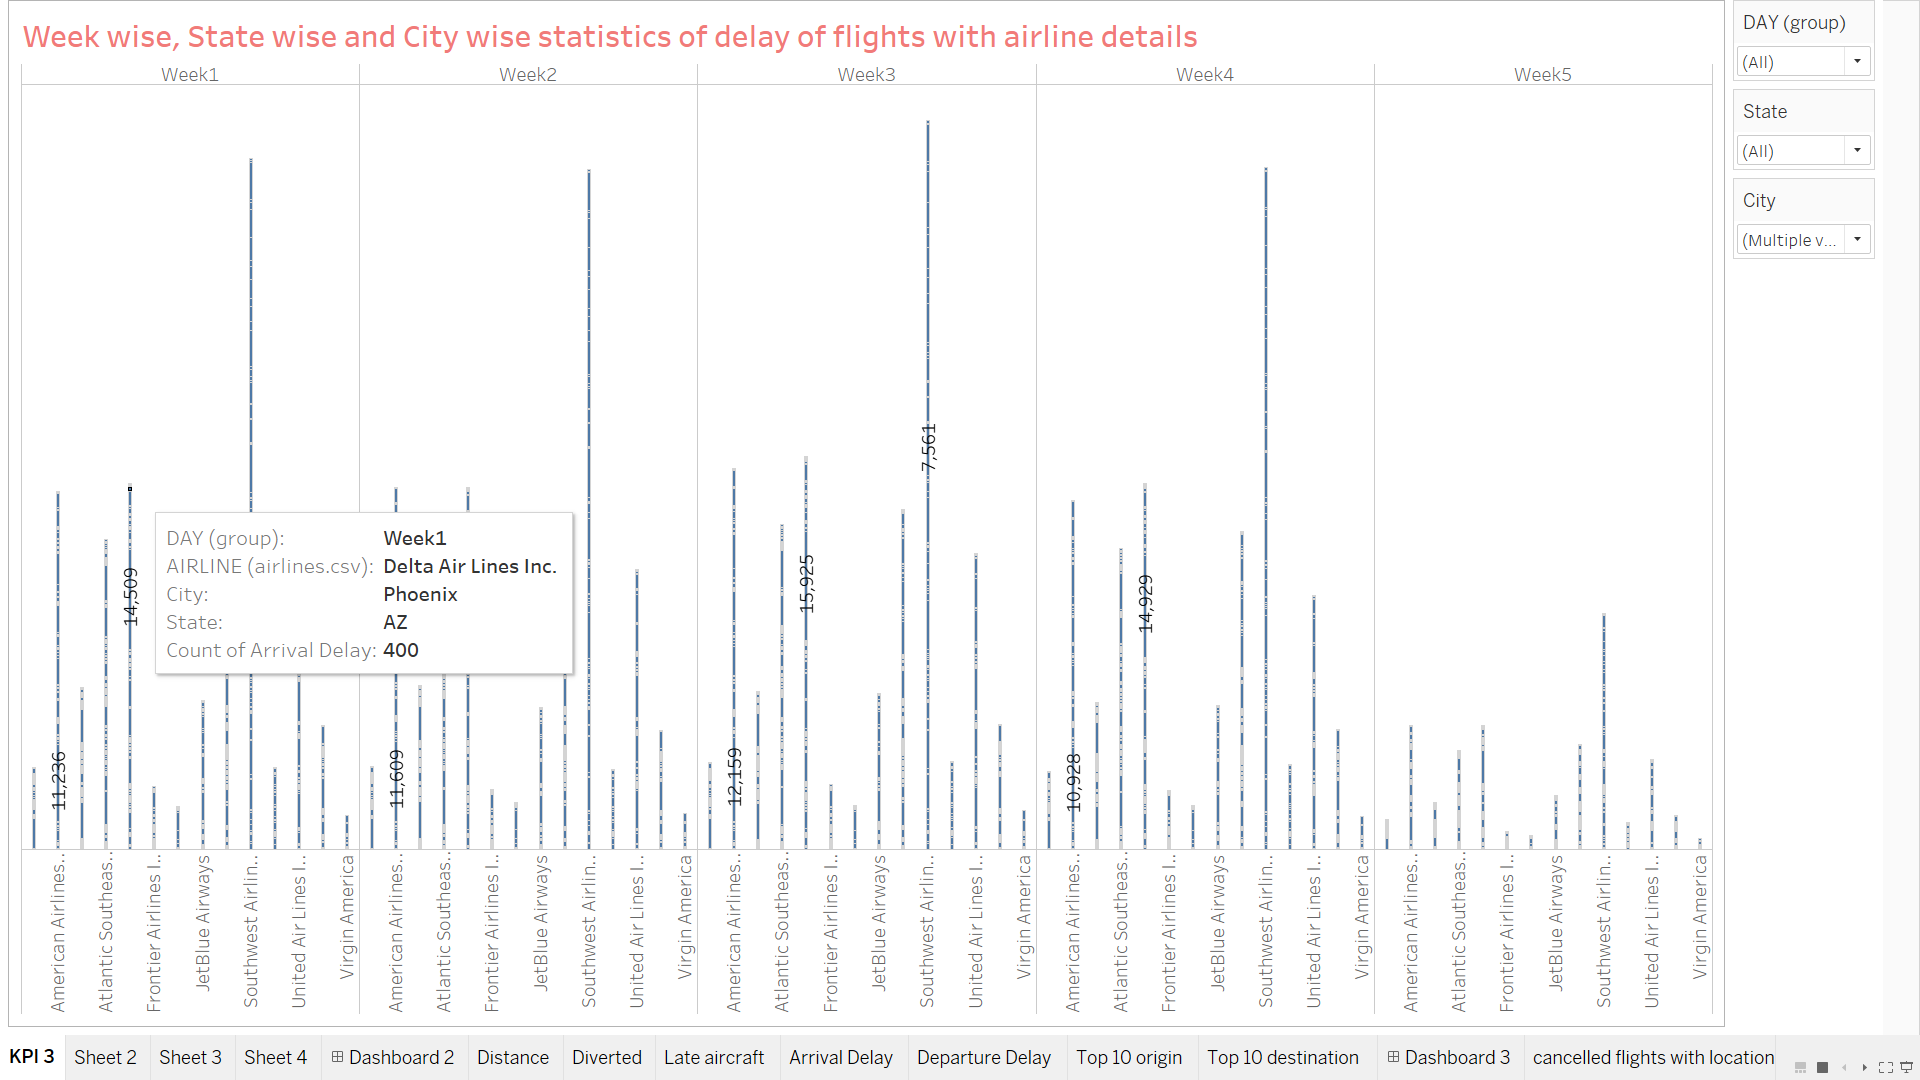 Week wise, State wise and City wise statistics of delay of flights with airline details
Week1 Week2 Week3 Week4 Week5
11,236
14,509
11,609
12,159
15,925
7,561
10,928
14,929
DAY (group): Week1
AIRLINE (airlines.csv): Delta Air Lines Inc.
City: Phoenix
State: AZ
Count of Arrival Delay: 400
American Airlines..
Atlantic Southeas..
Frontier Airlines I..
JetBlue Airways
Southwest Airlin..
United Air Lines I..
Virgin America
American Airlines..
Atlantic Southeas..
Frontier Airlines I..
JetBlue Airways
Southwest Airlin..
United Air Lines I..
Virgin America
American Airlines..
Atlantic Southeas..
Frontier Airlines I..
JetBlue Airways
Southwest Airlin..
United Air Lines I..
Virgin America
American Airlines..
Atlantic Southeas..
Frontier Airlines I..
JetBlue Airways
Southwest Airlin..
United Air Lines I..
Virgin America
American Airlines..
Atlantic Southeas..
Frontier Airlines I..
JetBlue Airways
Southwest Airlin..
United Air Lines I..
Virgin America
DAY (group)
(All)
State
(All)
City
(Multiple v...
KPI 3 Sheet 2 Sheet 3 Sheet 4 Dashboard 2 Distance Diverted Late aircraft Arrival Delay Departure Delay Top 10 origin Top 10 destination Dashboard 3 cancelled flights with location